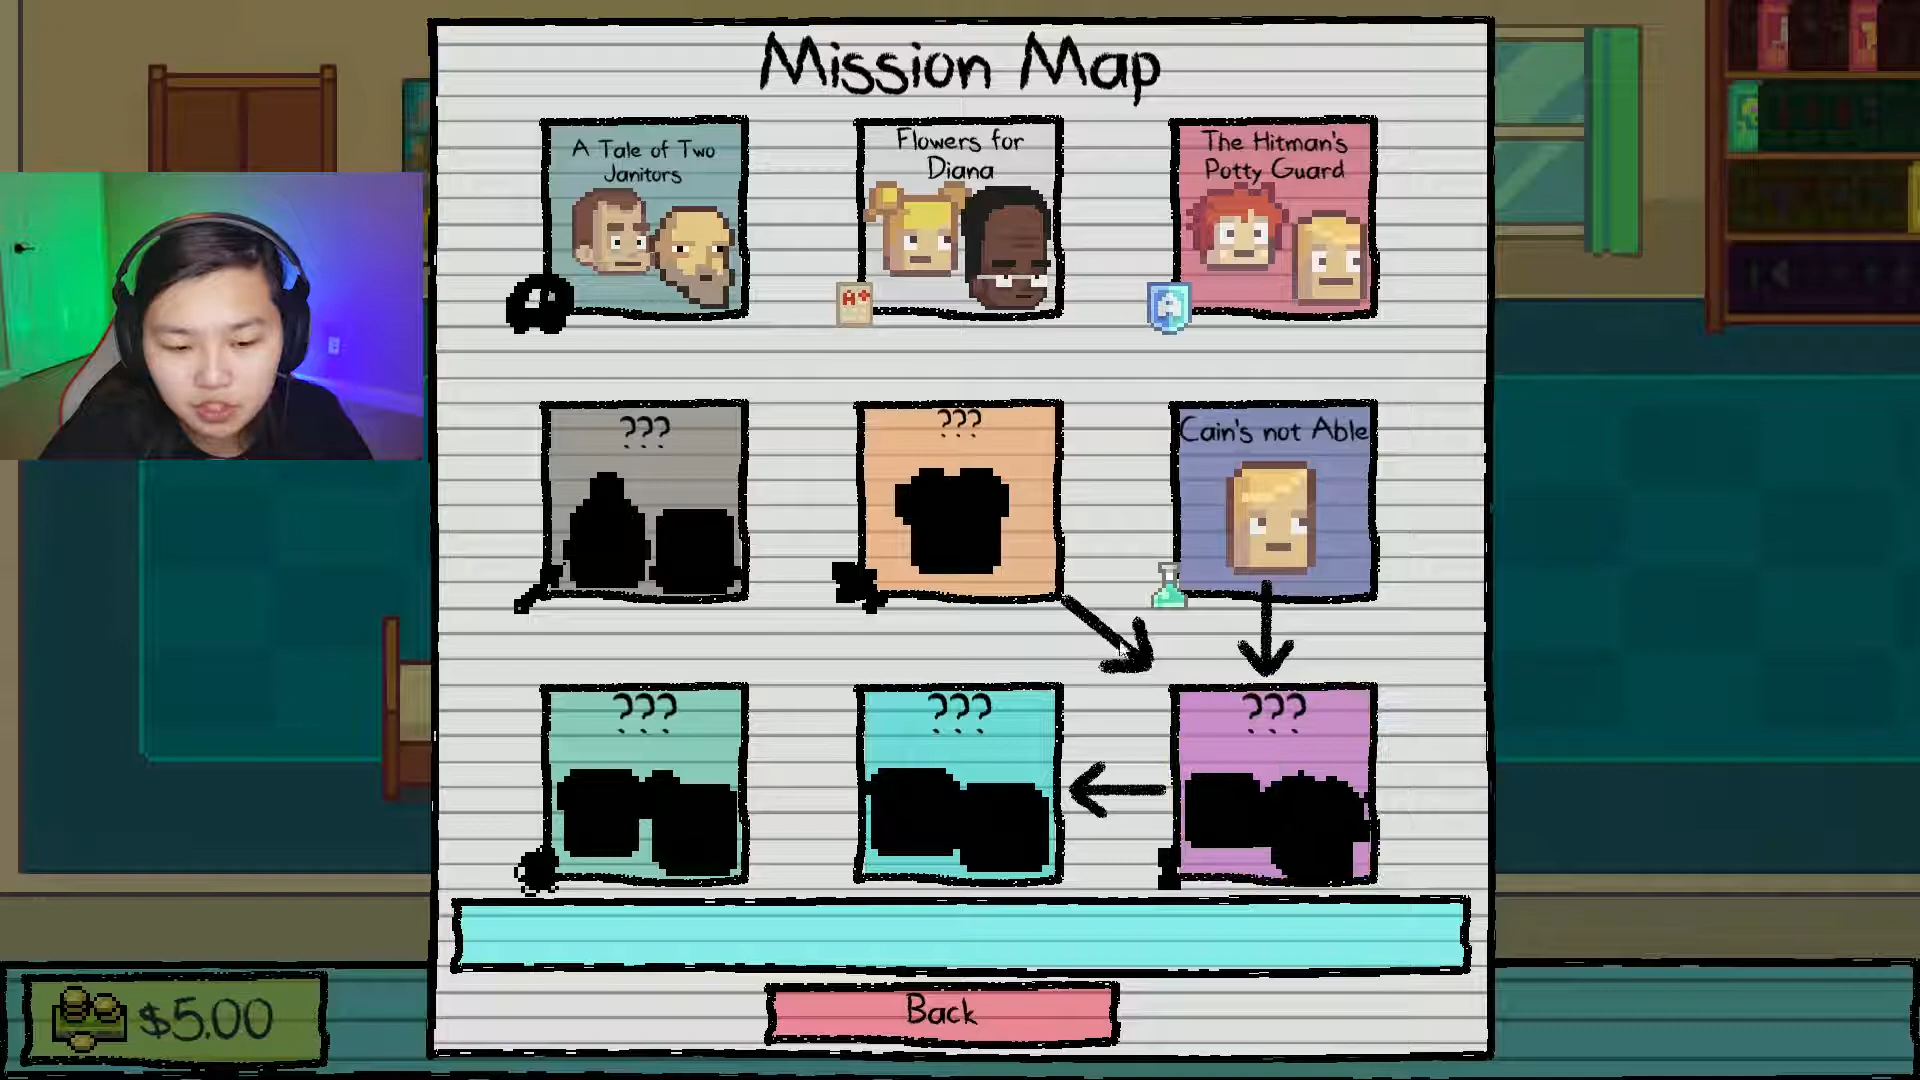 Mission Map
A Tale of Two
Janitors
Flowers for
Diana
The Hitman's
Potty Guard
A+
A
???
???
Cain's not Able
???
???
???
$5.00
Back